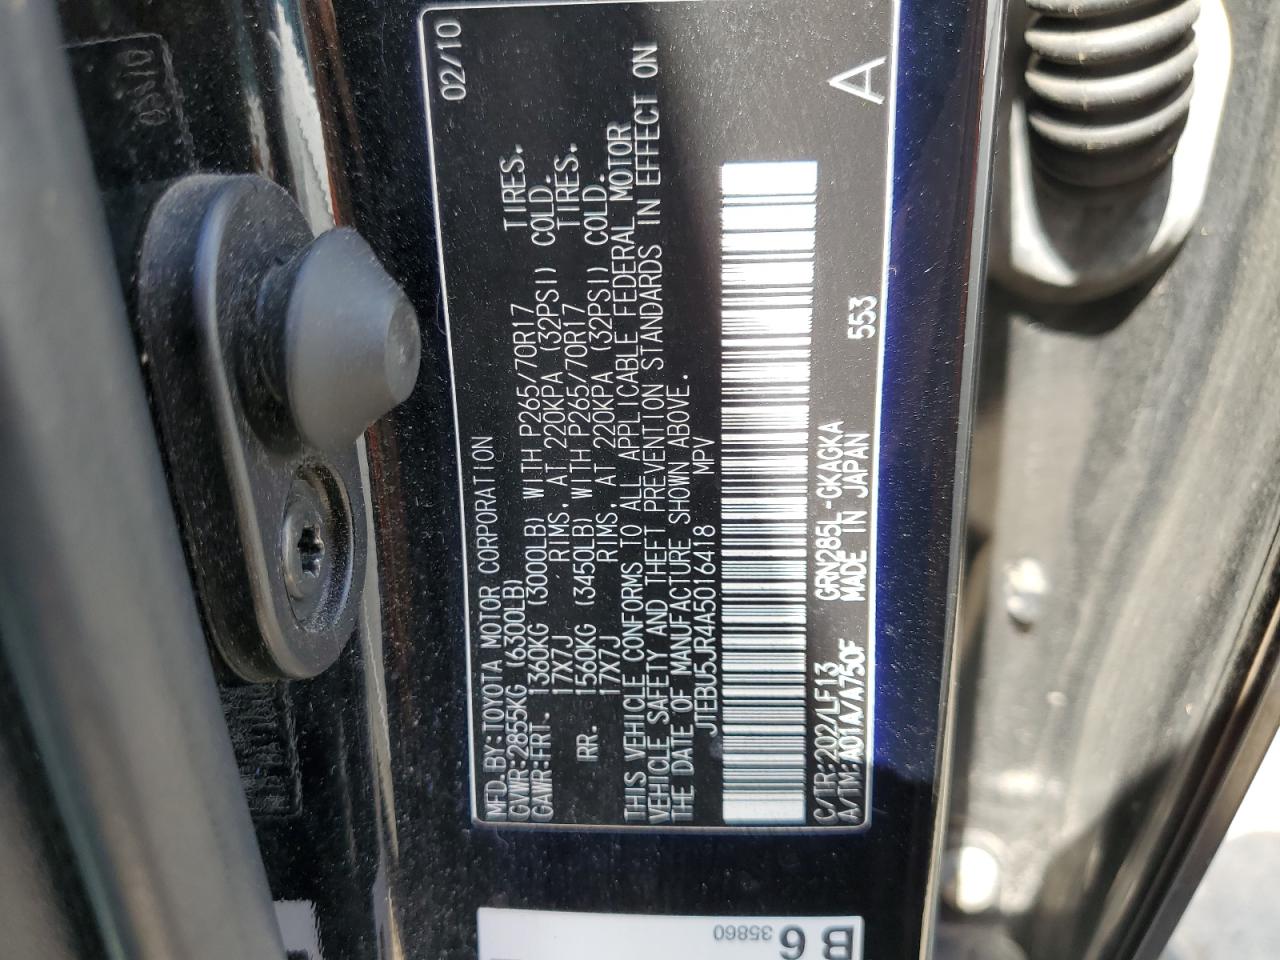 MFD.BY:TOYOTA MOTOR CORPORATION 02/10
GVWR:2855KG (6300LB)
GAWR:FRT. 1360KG (3000LB) WITH P265/70R17 TIRES.
17X7J RIMS, AT 220KPA (32PSI) COLD.
RR. 1560KG (3450LB) WITH P265/70R17 TIRES.
17X7J RIMS, AT 220KPA (32PSI) COLD.
THIS VEHICLE CONFORMS TO ALL APPLICABLE FEDERAL MOTOR
VEHICLE SAFETY AND THEFT PREVENTION STANDARDS IN EFFECT ON
THE DATE OF MANUFACTURE SHOWN ABOVE.
JTEBU5JR4A5016418 MPV
C/TR:202/LF13 GRN285L-GKAGKA
A/TM:A01A/A750F MADE IN JAPAN 553 A
B6
35860